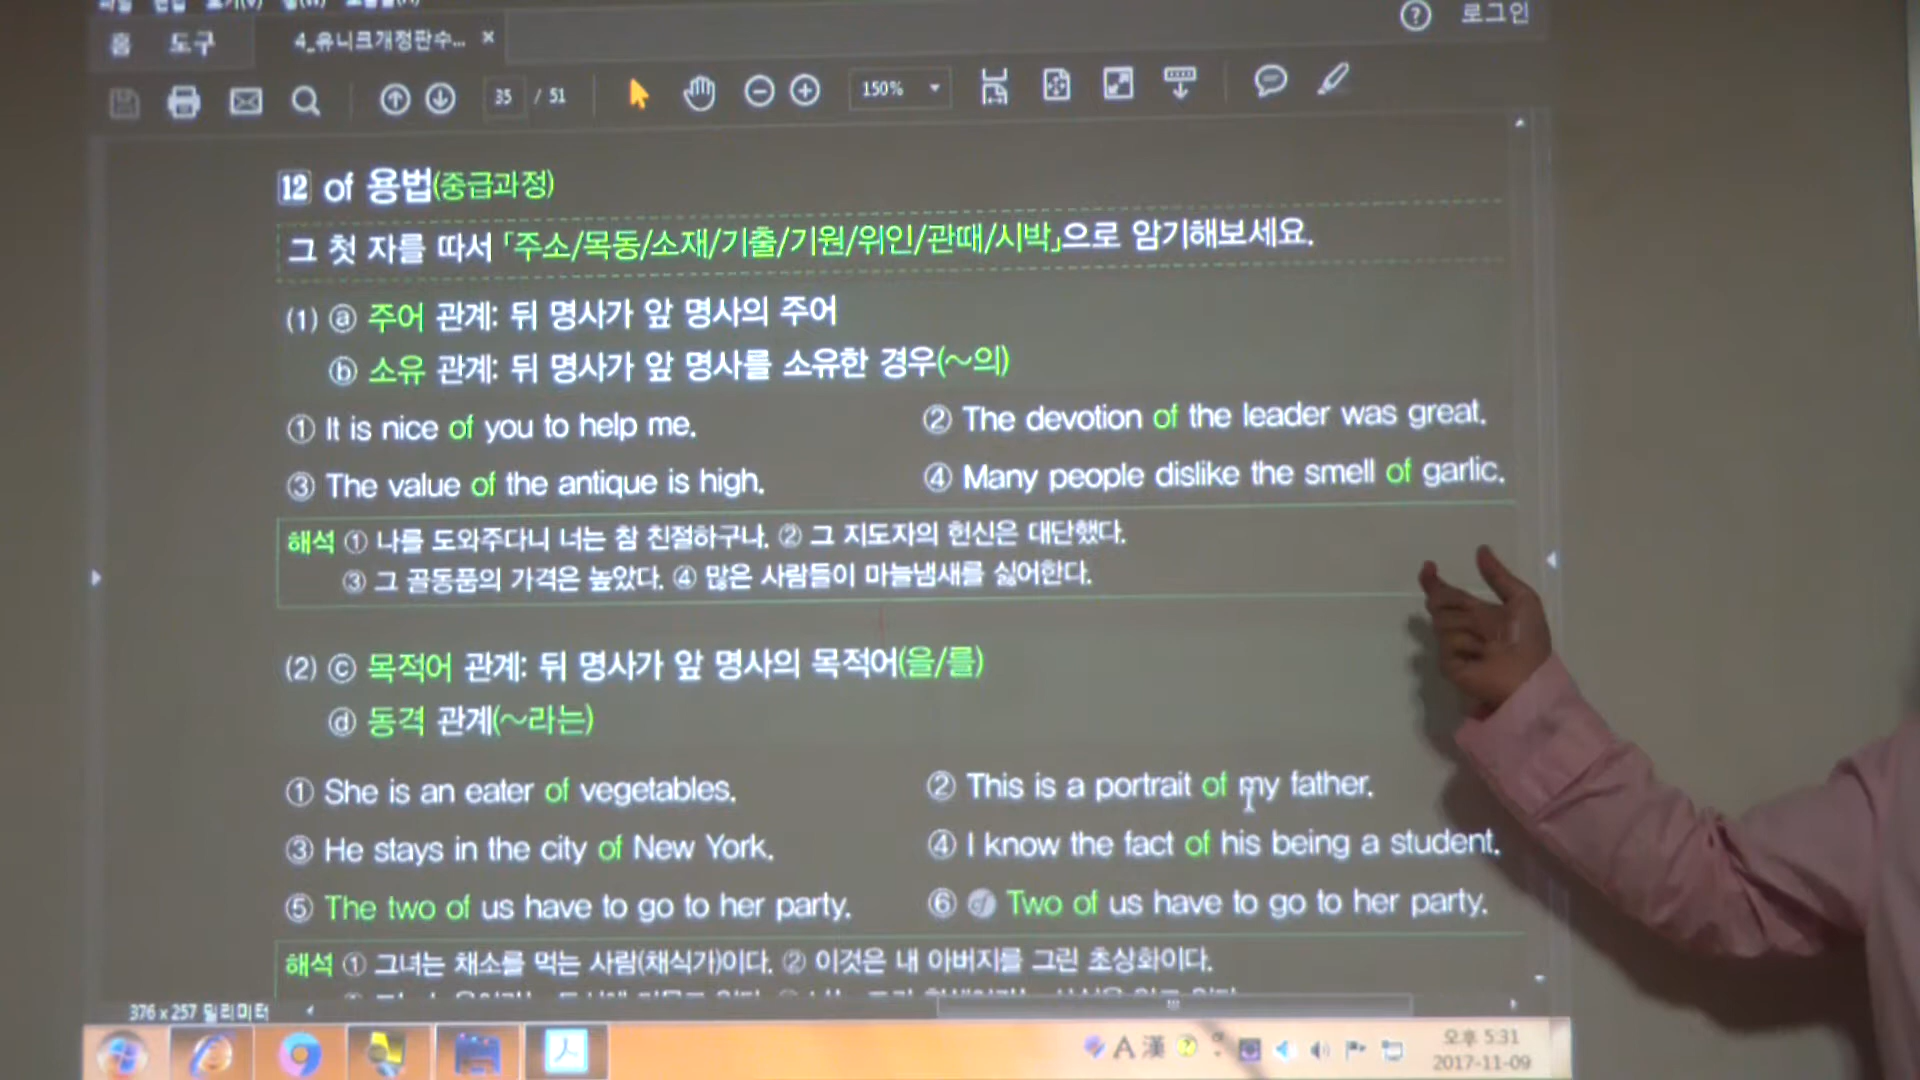 홈 도구 4_유니크개정판수... ×
로그인
35 / 51 150%
12 of 용법(중급과정)
그 첫 자를 따서 「주소/목동/소재/기출/기원/위인/관때/시박」으로 암기해보세요.
(1) ⓐ 주어 관계: 뒤 명사가 앞 명사의 주어
ⓑ 소유 관계: 뒤 명사가 앞 명사를 소유한 경우(~의)
① It is nice of you to help me. ② The devotion of the leader was great.
③ The value of the antique is high. ④ Many people dislike the smell of garlic.
해석 ① 나를 도와주다니 너는 참 친절하구나. ② 그 지도자의 헌신은 대단했다.
③ 그 골동품의 가격은 높았다. ④ 많은 사람들이 마늘냄새를 싫어한다.
(2) ⓒ 목적어 관계: 뒤 명사가 앞 명사의 목적어(을/를)
ⓓ 동격 관계(~라는)
① She is an eater of vegetables. ② This is a portrait of my father.
③ He stays in the city of New York. ④ I know the fact of his being a student.
⑤ The two of us have to go to her party. ⑥ Two of us have to go to her party.
해석 ① 그녀는 채소를 먹는 사람(채식가)이다. ② 이것은 내 아버지를 그린 초상화이다.
376 x 257 밀리미터
A 漢
오후 5:31
2017-11-09